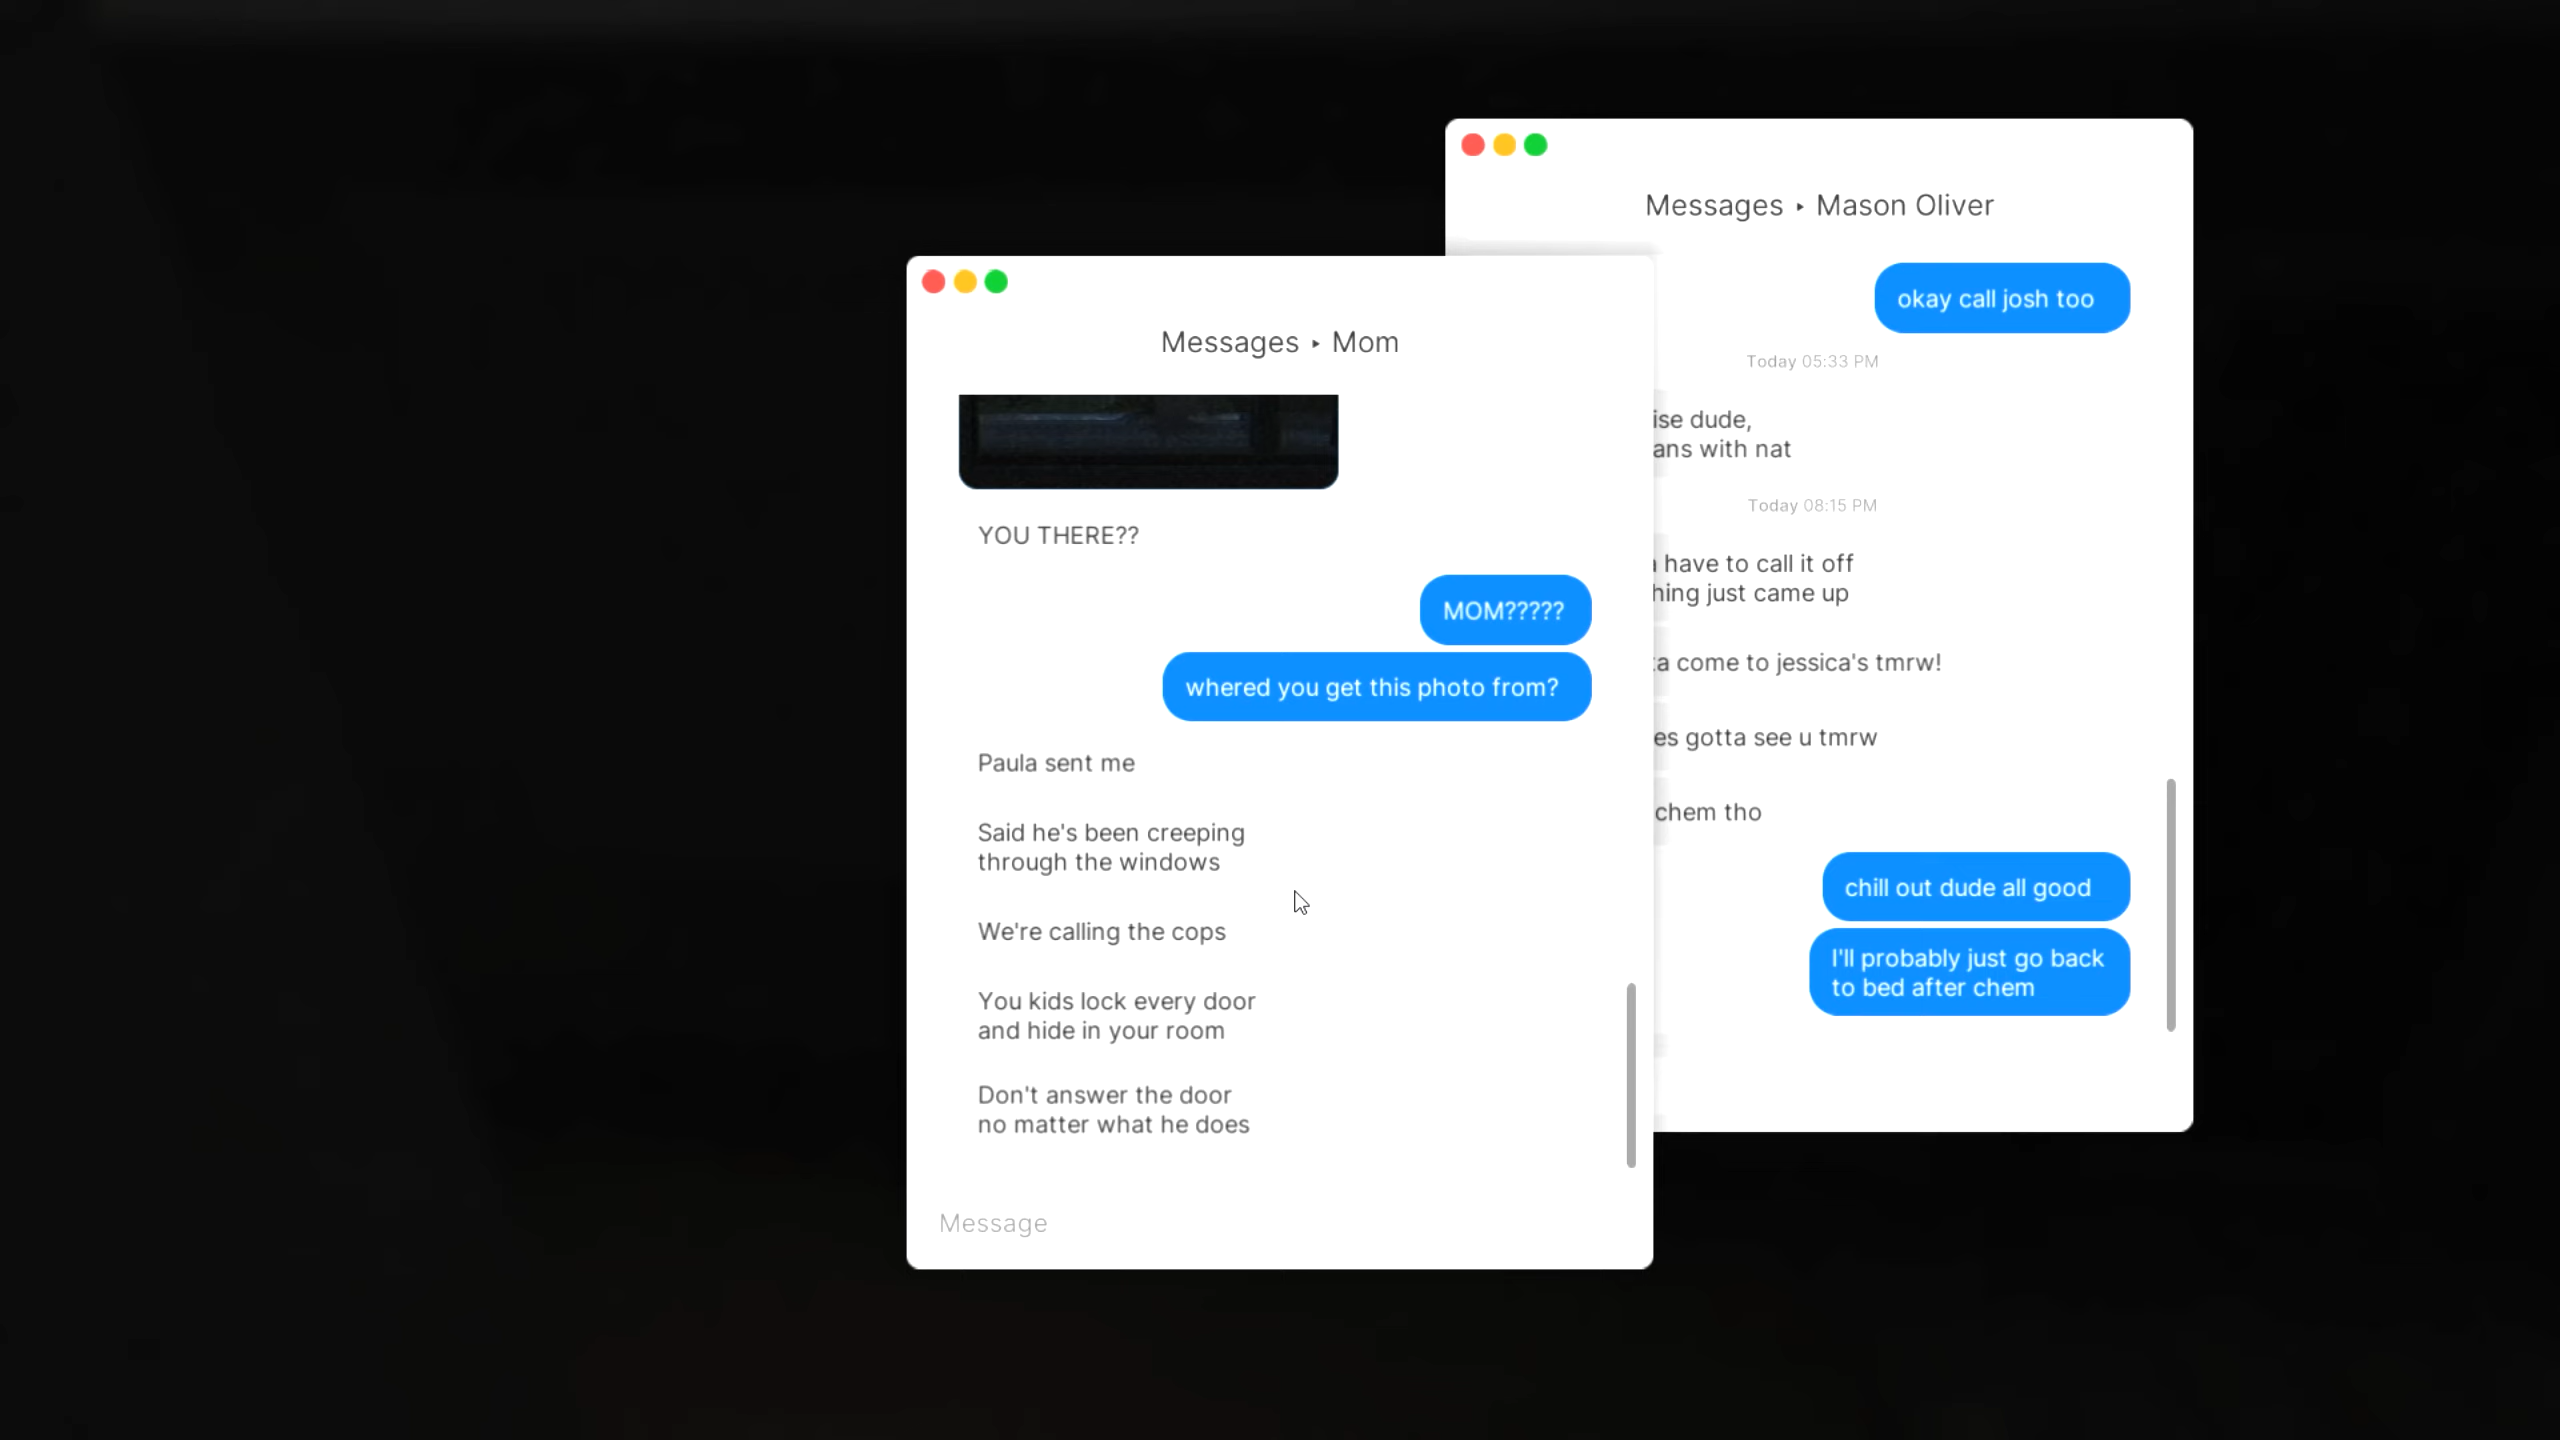 Messages ▸ Mason Oliver
okay call josh too
Today 05:33 PM
dude,
with nat
Today 08:15 PM
have to call it off
just came up
come to jessica's tmrw!
gotta see u tmrw
chem tho
chill out dude all good
I'll probably just go back
to bed after chem
Messages ▸ Mom
YOU THERE??
MOM?????
whered you get this photo from?
Paula sent me
Said he's been creeping
through the windows
We're calling the cops
You kids lock every door
and hide in your room
Don't answer the door
no matter what he does
Message